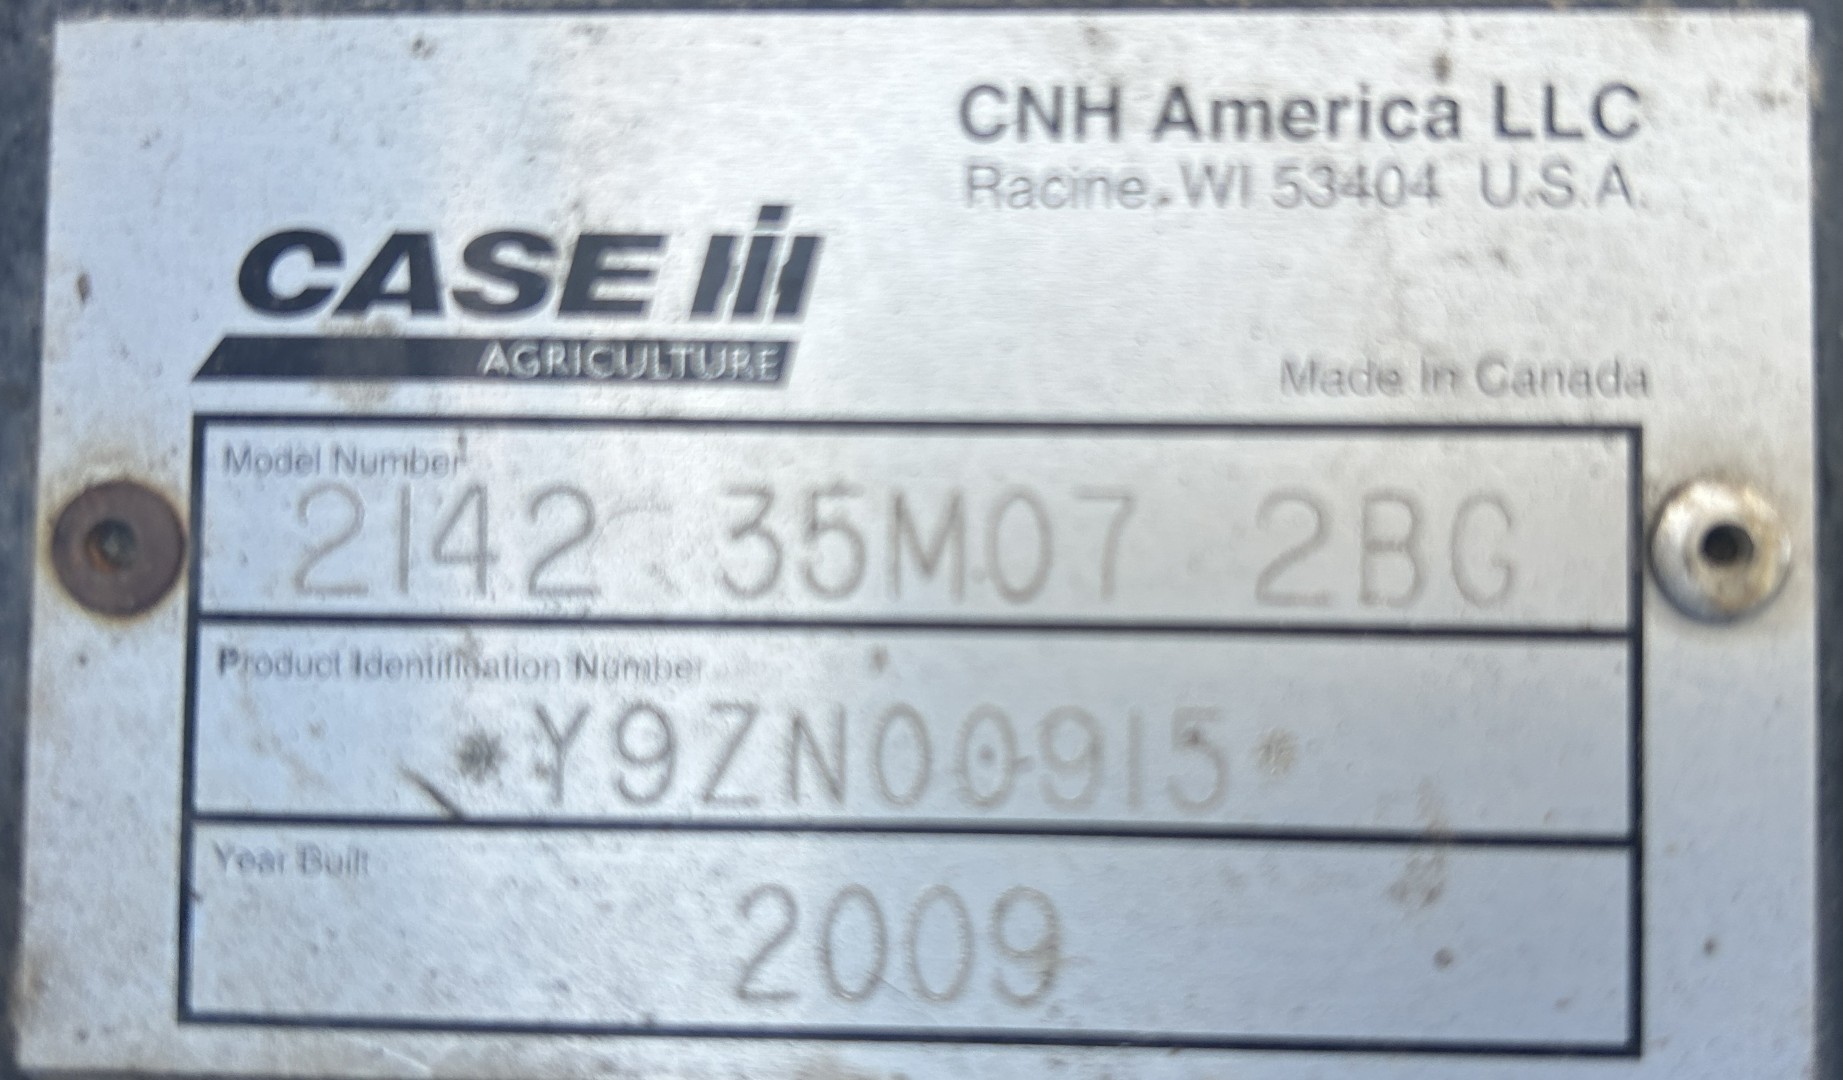 CNH America LLC
Racine, WI 53404 U.S.A.
CASE IH
AGRICULTURE
Made In Canada
Model Number
2142 35M07 2BG
Product Identification Number
*Y9ZN00915*
Year Built
2009